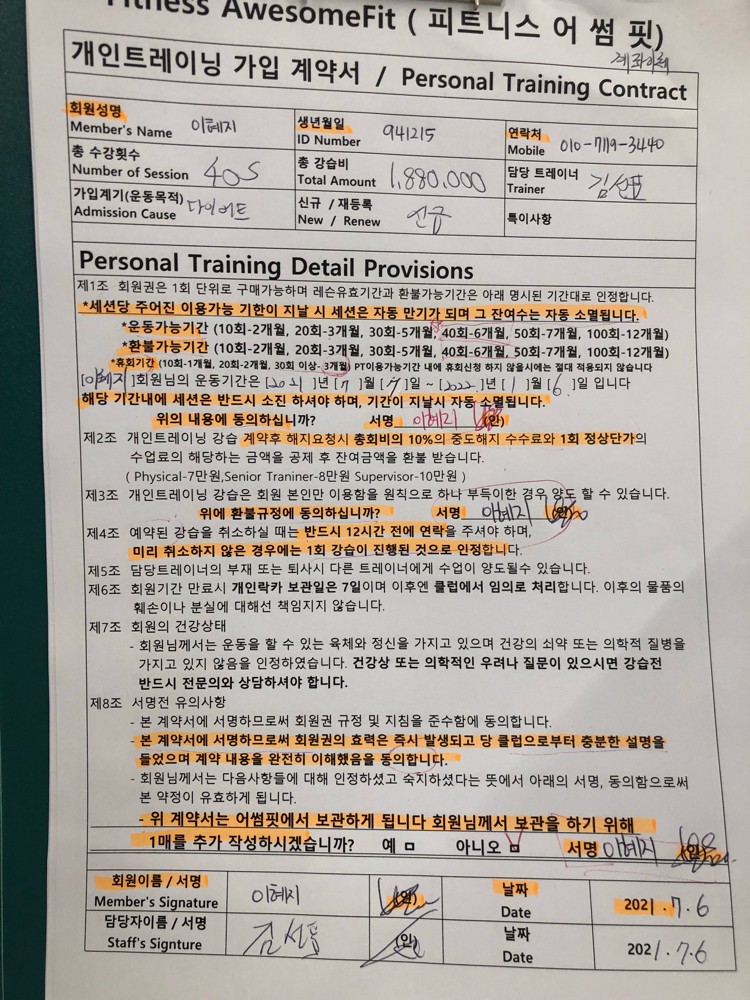 Fitness AwesomeFit ( 피트니스 어 썸 핏)
계좌이체
개인트레이닝 가입 계약서 / Personal Training Contract
회원성명 Member's Name 이혜지 생년월일 ID Number 941215 연락처 Mobile 010-7119-3440
총 수강횟수 Number of Session 40S 총 강습비 Total Amount 1,880,000 담당 트레이너 Trainer 김선표
가입계기(운동목적) Admission Cause 다이어트 신규 / 재등록 New / Renew 신규 특이사항
Personal Training Detail Provisions
제1조 회원권은 1회 단위로 구매가능하며 레슨유효기간과 환불가능기간은 아래 명시된 기간대로 인정합니다.
*세션당 주어진 이용가능 기한이 지날 시 세션은 자동 만기가 되며 그 잔여수는 자동 소멸됩니다.
*운동가능기간 (10회-2개월, 20회-3개월, 30회-5개월, 40회-6개월, 50회-7개월, 100회-12개월)
*환불가능기간 (10회-2개월, 20회-3개월, 30회-5개월, 40회-6개월, 50회-7개월, 100회-12개월)
*휴회기간 (10회-1개월, 20회-2개월, 30회 이상- 3개월) PT이용가능기간 내에 휴회신청 하지 않을시에는 절대 적용되지 않습니다
[이혜지]회원님의 운동기간은 [2021]년 [7]월 [7]일 ~ [2022]년 [1]월 [6]일 입니다
해당 기간내에 세션은 반드시 소진 하셔야 하며, 기간이 지날시 자동 소멸됩니다.
위의 내용에 동의하십니까? 서명 이혜지 (인)
제2조 개인트레이닝 강습 계약후 해지요청시 총회비의 10%의 중도해지 수수료와 1회 정상단가의
수업료의 해당하는 금액을 공제 후 잔여금액을 환불 받습니다.
( Physical-7만원,Senior Traniner-8만원 Supervisor-10만원 )
제3조 개인트레이닝 강습은 회원 본인만 이용함을 원칙으로 하나 부득이한 경우 양도 할 수 있습니다.
위에 환불규정에 동의하십니까? 서명 이혜지 (인)
제4조 예약된 강습을 취소하실 때는 반드시 12시간 전에 연락을 주셔야 하며,
미리 취소하지 않은 경우에는 1회 강습이 진행된 것으로 인정합니다.
제5조 담당트레이너의 부재 또는 퇴사시 다른 트레이너에게 수업이 양도될수 있습니다.
제6조 회원기간 만료시 개인락카 보관일은 7일이며 이후엔 클럽에서 임의로 처리합니다. 이후의 물품의
훼손이나 분실에 대해선 책임지지 않습니다.
제7조 회원의 건강상태
- 회원님께서는 운동을 할 수 있는 육체와 정신을 가지고 있으며 건강의 쇠약 또는 의학적 질병을
가지고 있지 않음을 인정하였습니다. 건강상 또는 의학적인 우려나 질문이 있으시면 강습전
반드시 전문의와 상담하셔야 합니다.
제8조 서명전 유의사항
- 본 계약서에 서명하므로써 회원권 규정 및 지침을 준수함에 동의합니다.
- 본 계약서에 서명하므로써 회원권의 효력은 즉시 발생되고 당 클럽으로부터 충분한 설명을
들었으며 계약 내용을 완전히 이해했음을 동의합니다.
- 회원님께서는 다음사항들에 대해 인정하셨고 숙지하셨다는 뜻에서 아래의 서명, 동의함으로써
본 약정이 유효하게 됩니다.
- 위 계약서는 어썸핏에서 보관하게 됩니다 회원님께서 보관을 하기 위해
1매를 추가 작성하시겠습니까? 예 □ 아니오 □ 서명 이혜지 (인)
회원이름 / 서명 Member's Signature 이혜지 (인) 날짜 Date 2021.7.6
담당자이름 / 서명 Staff's Signture 김선표 (인) 날짜 Date 2021.7.6